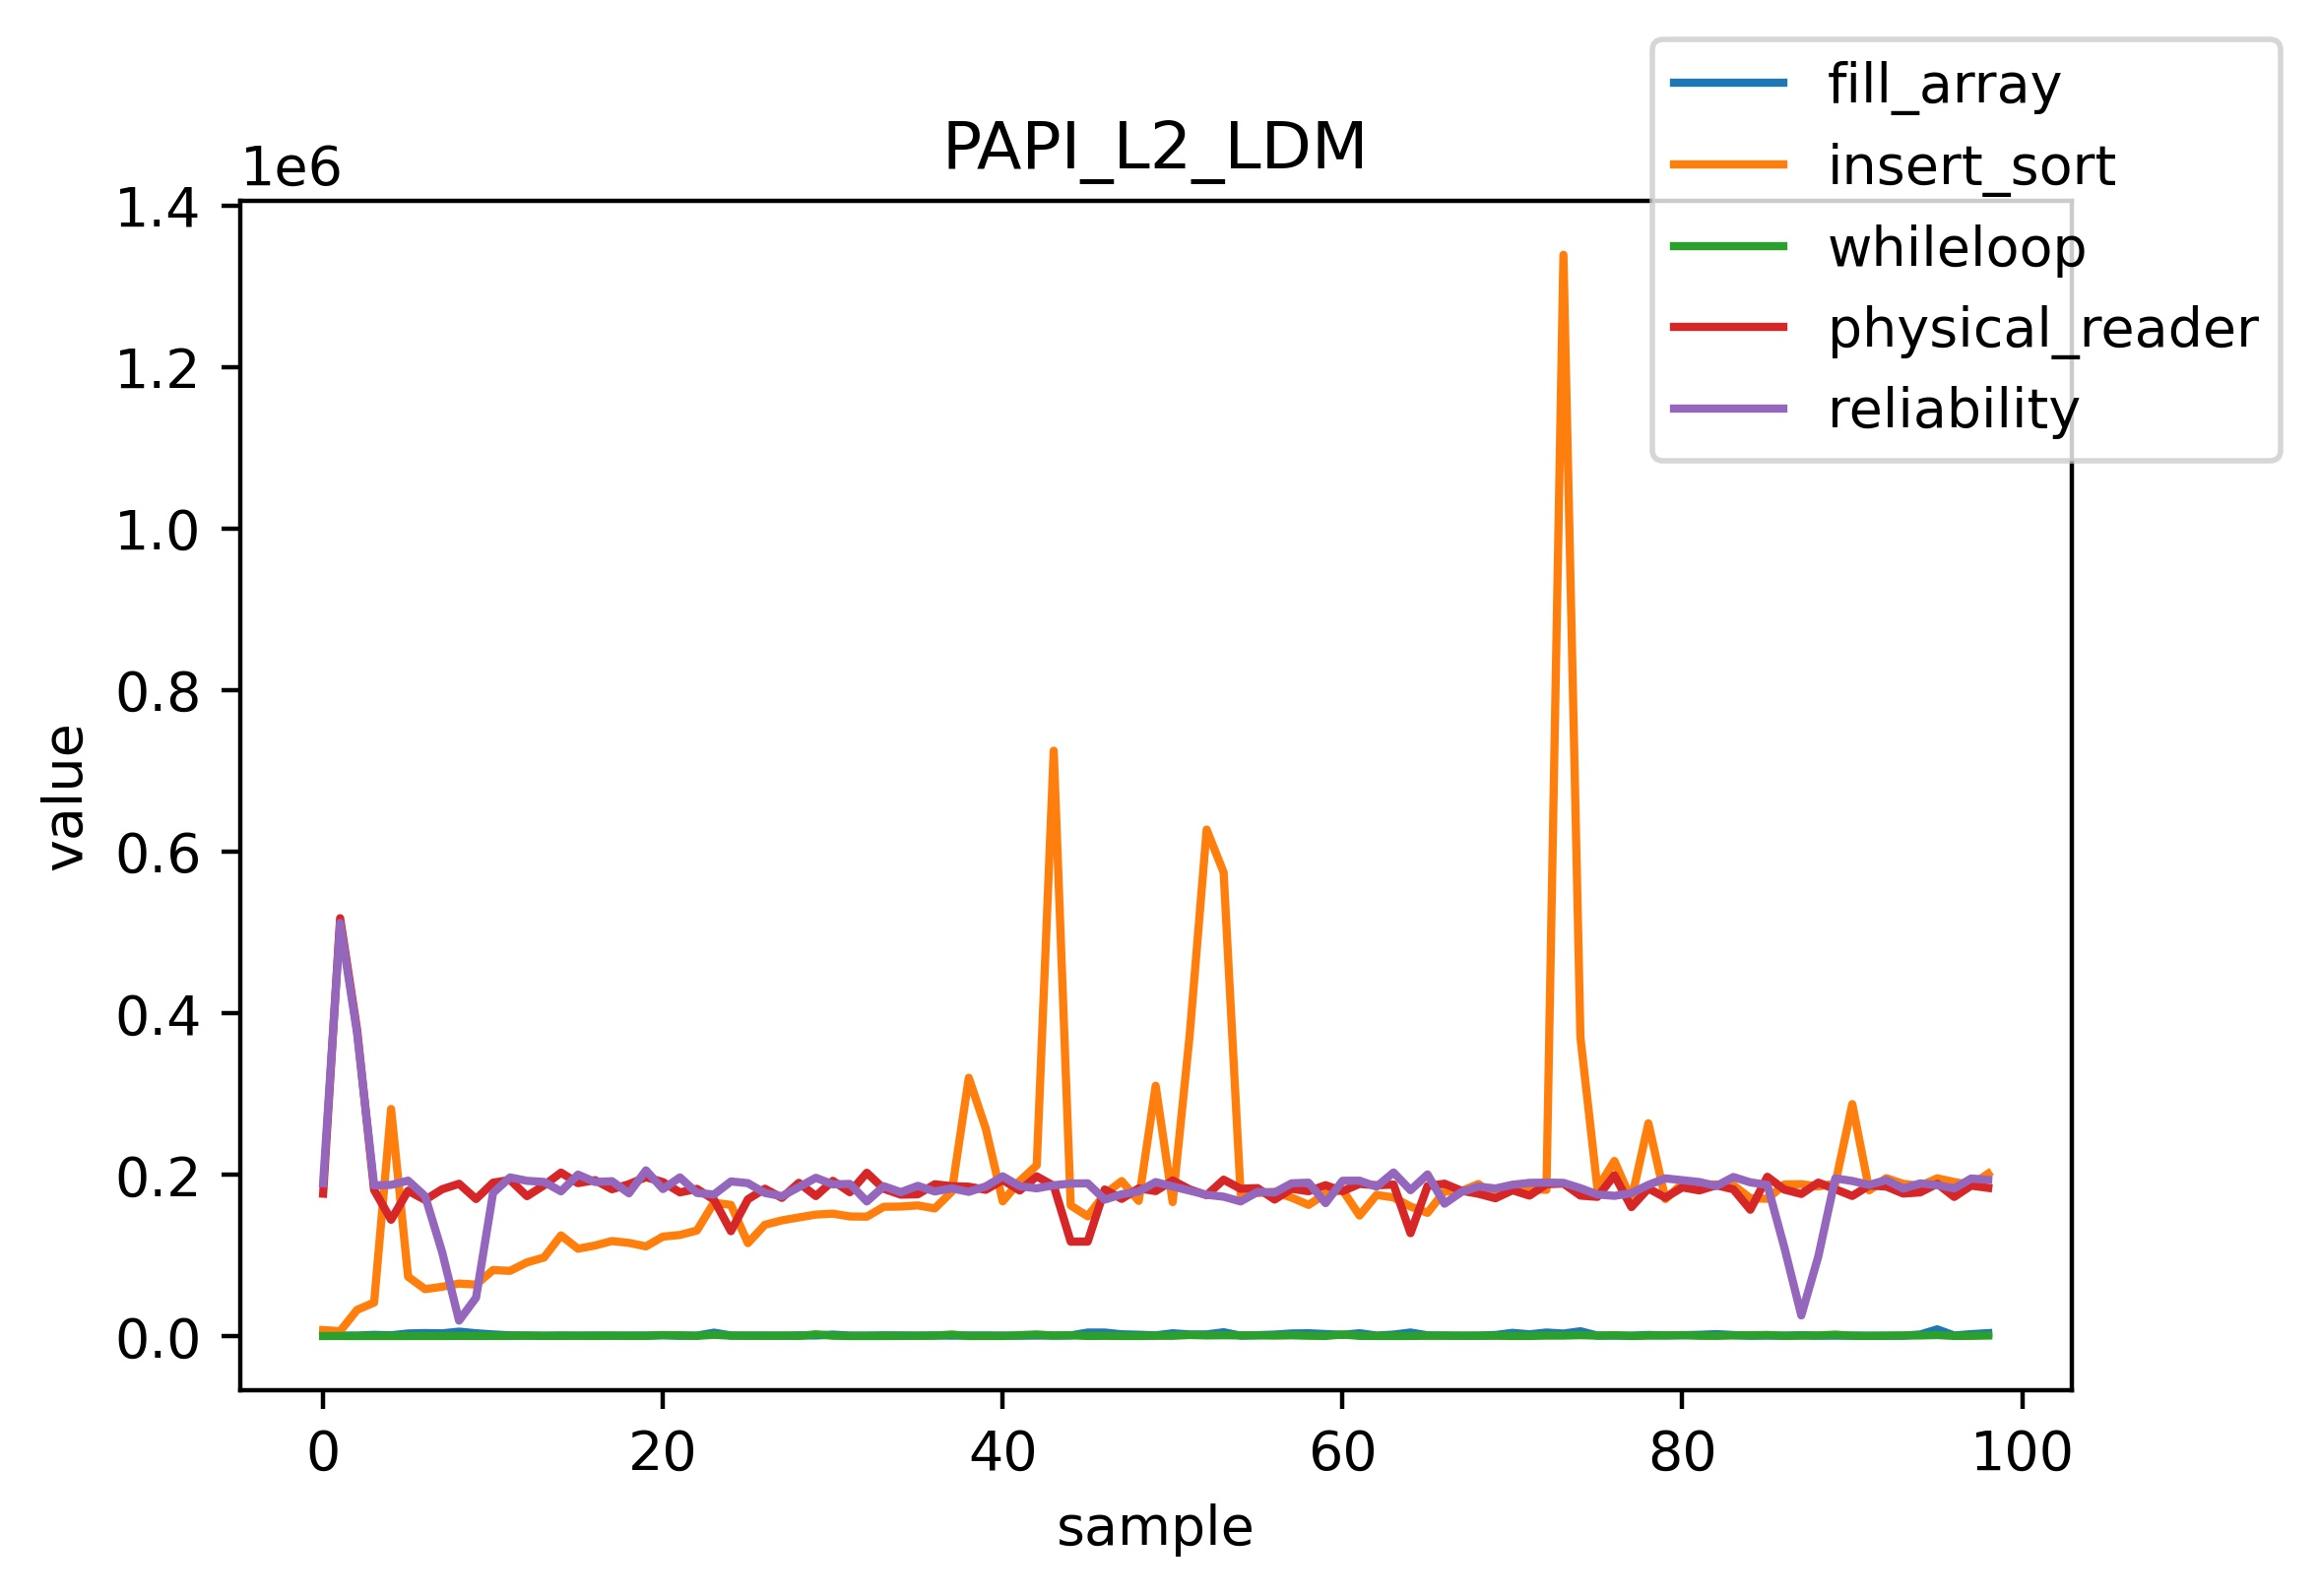 PAPI_L2_LDM
1e6
fill_array
insert_sort
whileloop
physical_reader
reliability
1.4
1.2
1.0
0.8
0.6
0.4
0.2
0.0
value
0 20 40 60 80 100
sample